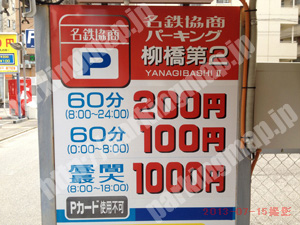 名鉄協商
P
名鉄協商
パーキング
柳橋第2
YANAGIBASHI 2
60分
(8:00~24:00)
200円
60分
(0:00~8:00)
100円
昼間
最大
(8:00~18:00)
1000円
Pカード使用不可
parkingmap.jp